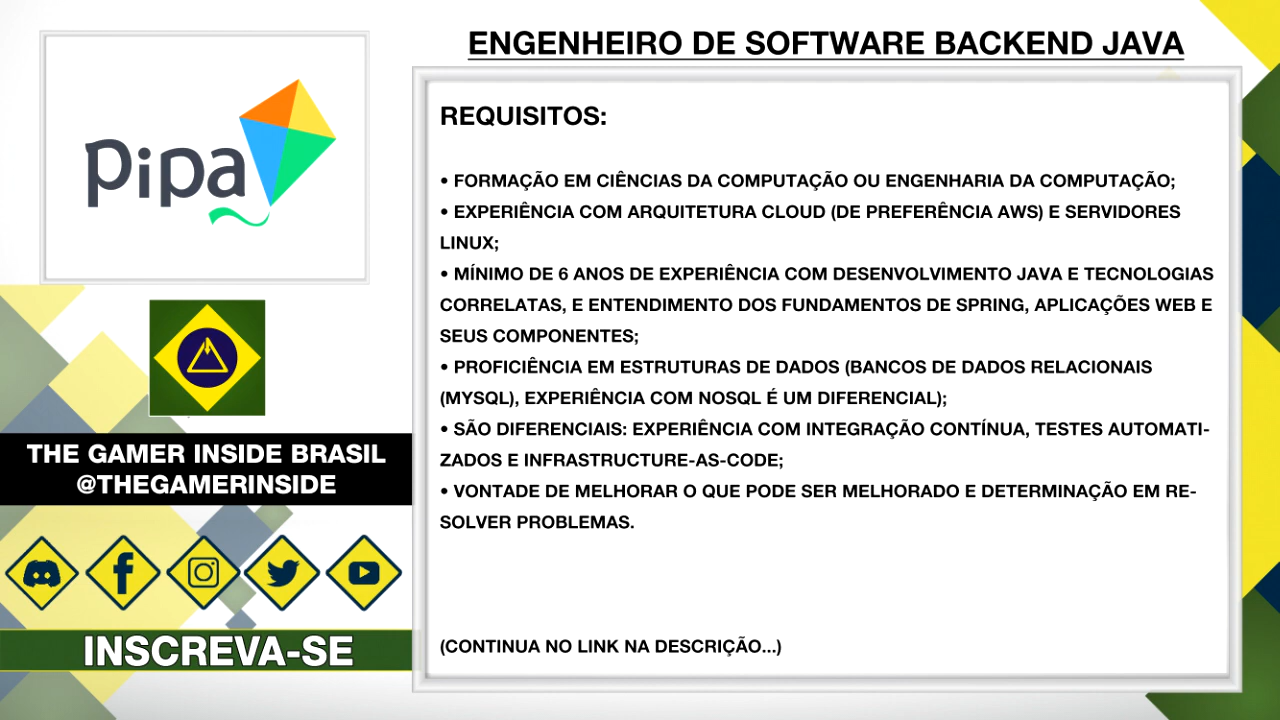 ENGENHEIRO DE SOFTWARE BACKEND JAVA
pipa
REQUISITOS:
• FORMAÇÃO EM CIÊNCIAS DA COMPUTAÇÃO OU ENGENHARIA DA COMPUTAÇÃO;
• EXPERIÊNCIA COM ARQUITETURA CLOUD (DE PREFERÊNCIA AWS) E SERVIDORES
LINUX;
• MÍNIMO DE 6 ANOS DE EXPERIÊNCIA COM DESENVOLVIMENTO JAVA E TECNOLOGIAS
CORRELATAS, E ENTENDIMENTO DOS FUNDAMENTOS DE SPRING, APLICAÇÕES WEB E
SEUS COMPONENTES;
• PROFICIÊNCIA EM ESTRUTURAS DE DADOS (BANCOS DE DADOS RELACIONAIS
(MYSQL), EXPERIÊNCIA COM NOSQL É UM DIFERENCIAL);
• SÃO DIFERENCIAIS: EXPERIÊNCIA COM INTEGRAÇÃO CONTÍNUA, TESTES AUTOMATI-
ZADOS E INFRASTRUCTURE-AS-CODE;
• VONTADE DE MELHORAR O QUE PODE SER MELHORADO E DETERMINAÇÃO EM RE-
SOLVER PROBLEMAS.
(CONTINUA NO LINK NA DESCRIÇÃO...)
THE GAMER INSIDE BRASIL
@THEGAMERINSIDE
INSCREVA-SE